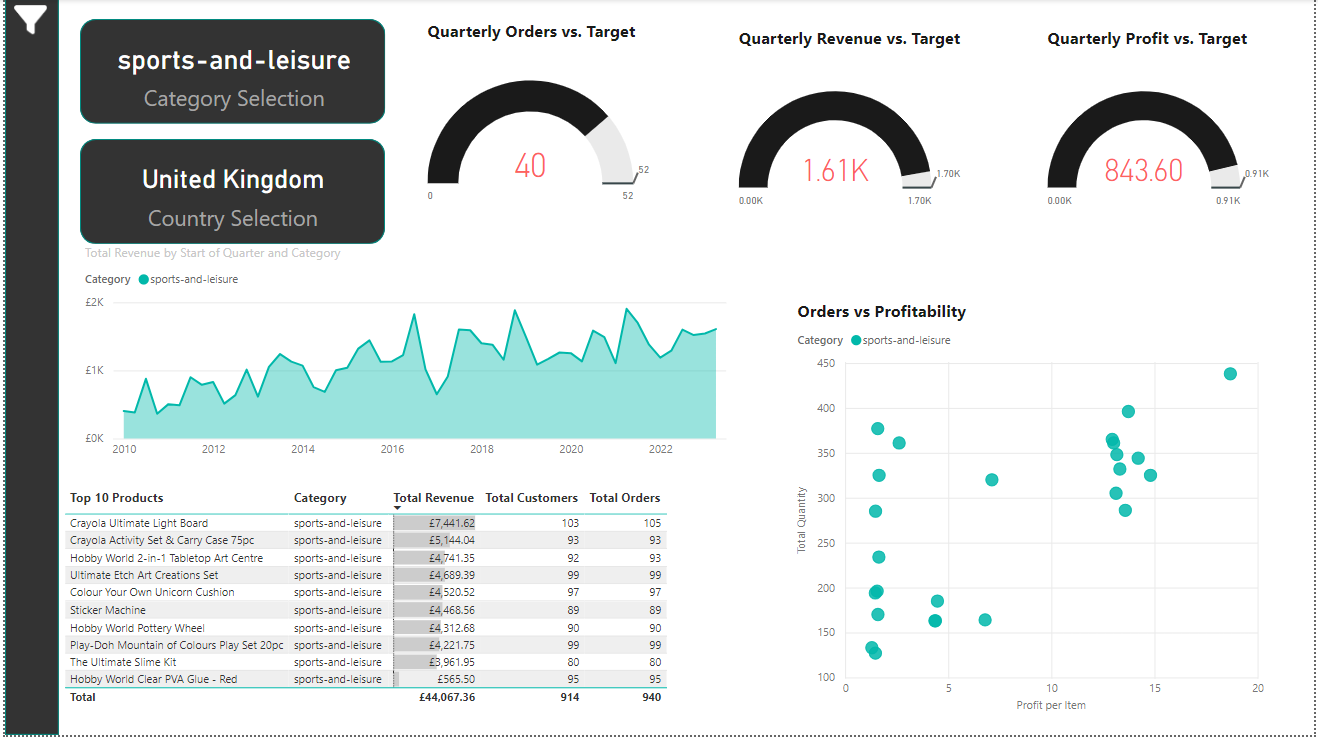 sports-and-leisure
Category Selection
United Kingdom
Country Selection
Quarterly Orders vs. Target
40
0
52
52
Quarterly Revenue vs. Target
1.61K
0.00K
1.70K
1.70K
Quarterly Profit vs. Target
843.60
0.00K
0.91K
0.91K
Total Revenue by Start of Quarter and Category
Category sports-and-leisure
£2K
£1K
£0K
2010 2012 2014 2016 2018 2020 2022
Top 10 Products Category Total Revenue Total Customers Total Orders
Crayola Ultimate Light Board sports-and-leisure £7,441.62 103 105
Crayola Activity Set & Carry Case 75pc sports-and-leisure £5,144.04 93 93
Hobby World 2-in-1 Tabletop Art Centre sports-and-leisure £4,741.35 92 93
Ultimate Etch Art Creations Set sports-and-leisure £4,689.39 99 99
Colour Your Own Unicorn Cushion sports-and-leisure £4,520.52 97 97
Sticker Machine sports-and-leisure £4,468.56 89 89
Hobby World Pottery Wheel sports-and-leisure £4,312.68 90 90
Play-Doh Mountain of Colours Play Set 20pc sports-and-leisure £4,221.75 99 99
The Ultimate Slime Kit sports-and-leisure £3,961.95 80 80
Hobby World Clear PVA Glue - Red sports-and-leisure £565.50 95 95
Total £44,067.36 914 940
Orders vs Profitability
Category sports-and-leisure
Total Quantity
450
400
350
300
250
200
150
100
0 5 10 15 20
Profit per Item